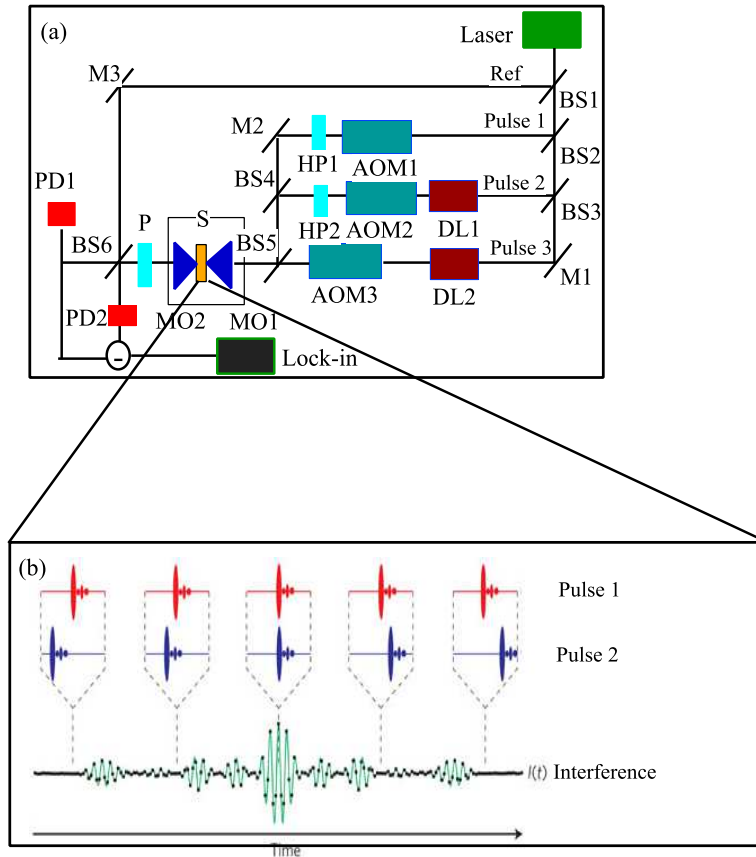 (a)
Laser
M3
Ref
BS1
M2
Pulse 1
HP1
AOM1
BS2
PD1
BS4
Pulse 2
HP2
AOM2
DL1
BS3
BS6
P
S
BS5
Pulse 3
AOM3
DL2
M1
PD2
MO2
MO1
-
Lock-in
(b)
Pulse 1
Pulse 2
I(t) Interference
Time